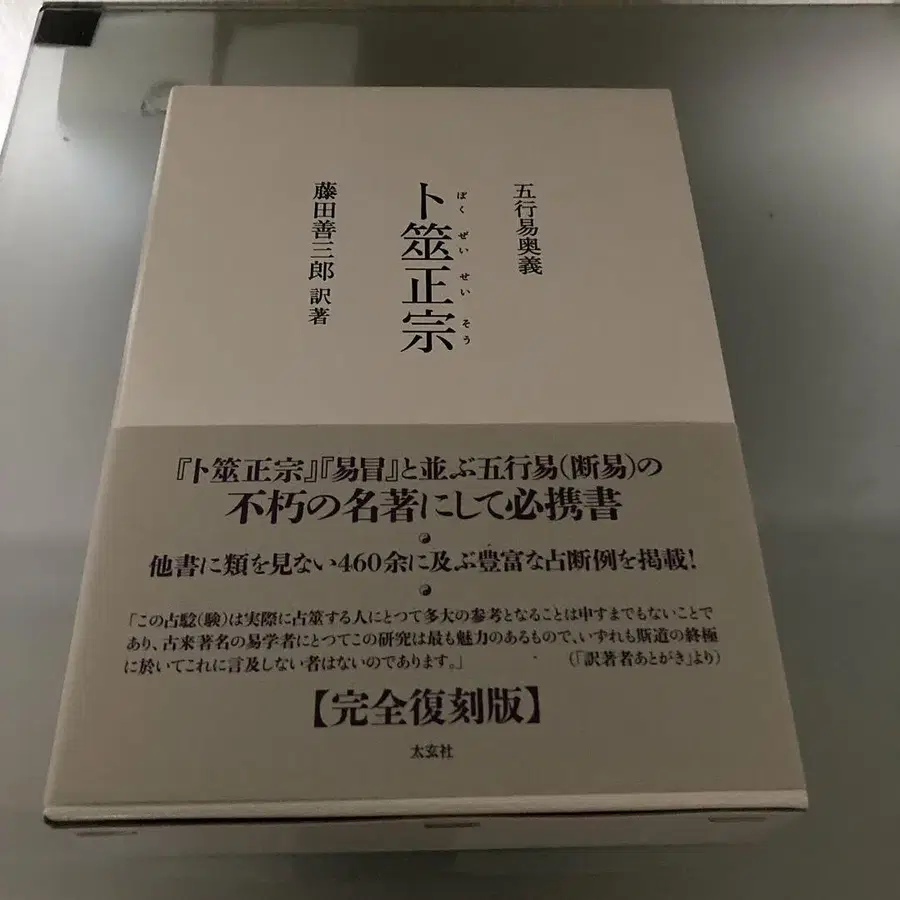 五行易奥義
卜筮正宗
ぼくぜいせいそう
藤田善三郎 訳著
『卜筮正宗』『易冒』と並ぶ五行易(断易)の
不朽の名著にして必携書
他書に類を見ない460余に及ぶ豊富な占断例を掲載!
「この古験(験)は実際に占筮する人にとつて多大の参考となることは申すまでもないことで
あり、古来著名の易学者にとつてこの研究は最も魅力のあるもので、いずれも斯道の終極
に於いてこれに言及しない者はないのであります。」
(「訳著者あとがき」より)
【完全復刻版】
太玄社